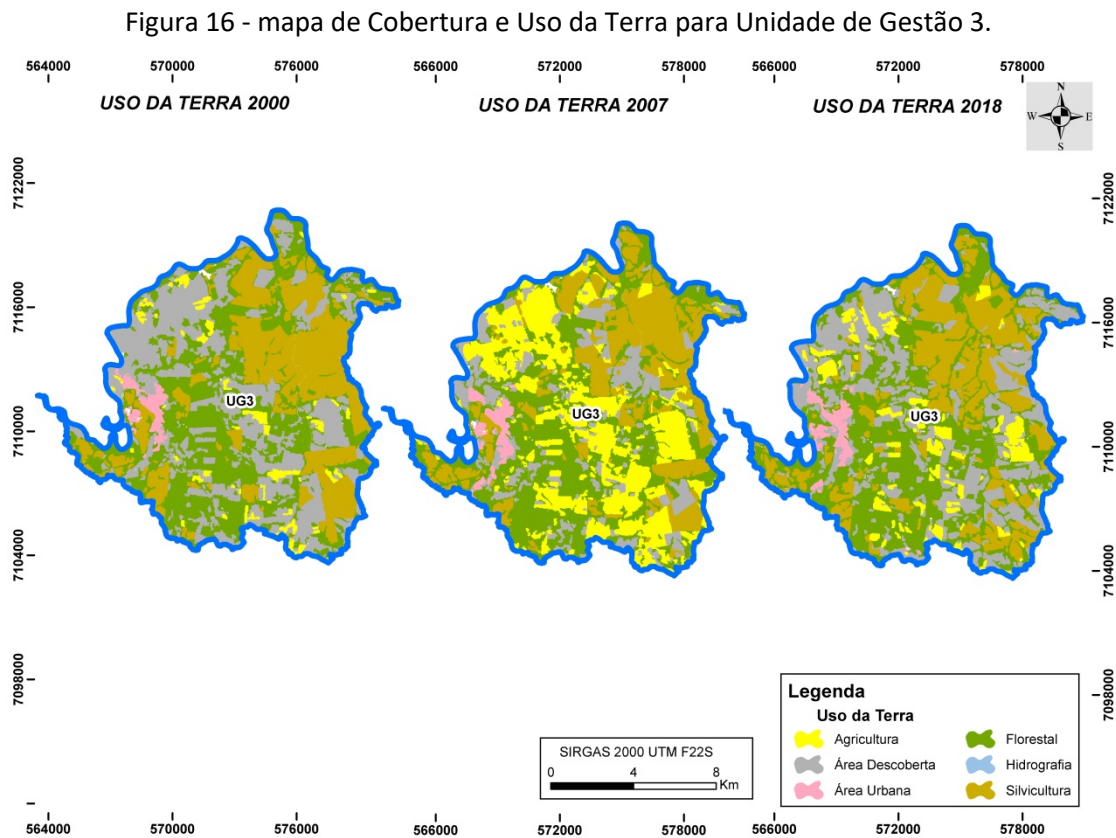 Figura 16 - mapa de Cobertura e Uso da Terra para Unidade de Gestão 3.
564000 570000 576000 566000 572000 578000 566000 572000 578000
USO DA TERRA 2000 USO DA TERRA 2007 USO DA TERRA 2018
N
W E
S
7122000 7122000
7116000 7116000
UG3 UG3 UG3
7110000 7110000
7104000 7104000
7098000 7098000
Legenda
Uso da Terra
Agricultura Florestal
Área Descoberta Hidrografia
Área Urbana Silvicultura
SIRGAS 2000 UTM F22S
0 4 8
Km
564000 570000 576000 566000 572000 578000 566000 572000 578000